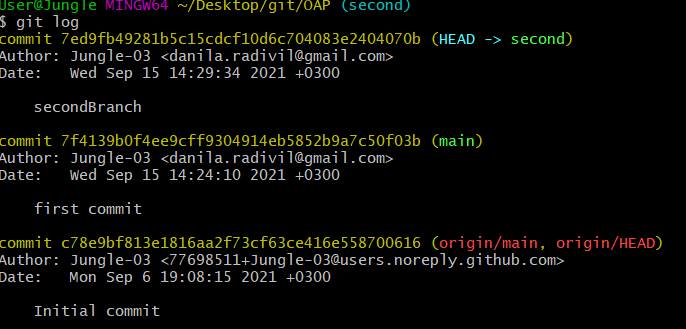 User@Jungle MINGW64 ~/Desktop/git/OAP (second)
$ git log
commit 7ed9fb49281b5c15cdcf10d6c704083e2404070b (HEAD -> second)
Author: Jungle-03 <danila.radivil@gmail.com>
Date:   Wed Sep 15 14:29:34 2021 +0300
    secondBranch
commit 7f4139b0f4ee9cff9304914eb5852b9a7c50f03b (main)
Author: Jungle-03 <danila.radivil@gmail.com>
Date:   Wed Sep 15 14:24:10 2021 +0300
    first commit
commit c78e9bf813e1816aa2f73cf63ce416e558700616 (origin/main, origin/HEAD)
Author: Jungle-03 <77698511+Jungle-03@users.noreply.github.com>
Date:   Mon Sep 6 19:08:15 2021 +0300
    Initial commit